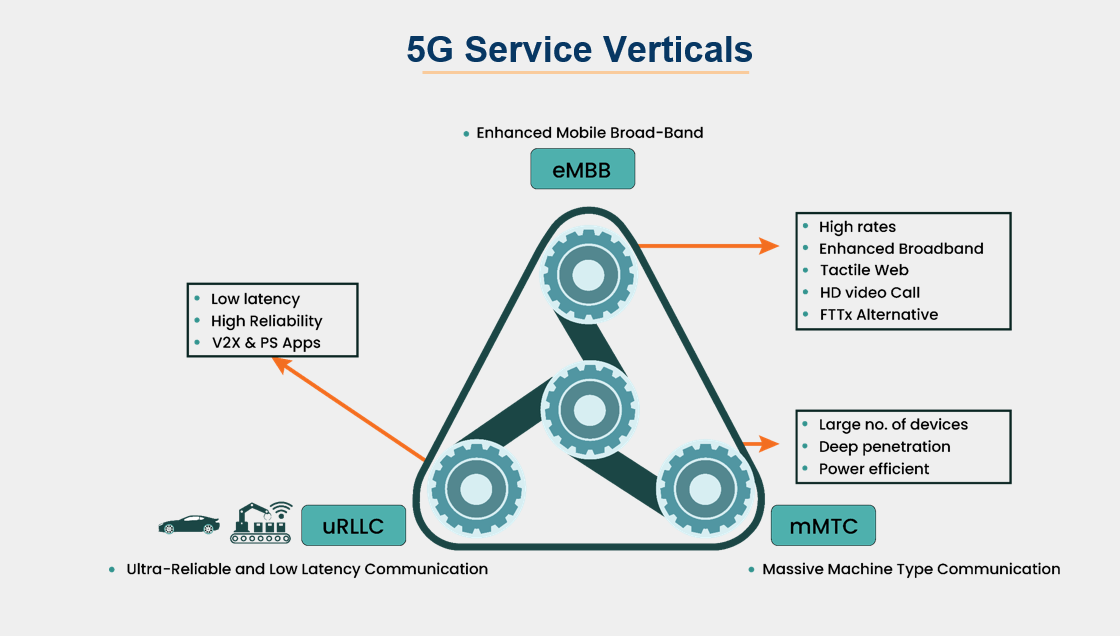 5G Service Verticals
Enhanced Mobile Broad-Band
eMBB
High rates
Enhanced Broadband
Tactile Web
HD video Call
FTTx Alternative
Low latency
High Reliability
V2X & PS Apps
Large no. of devices
Deep penetration
Power efficient
uRLLC
mMTC
Ultra-Reliable and Low Latency Communication
Massive Machine Type Communication